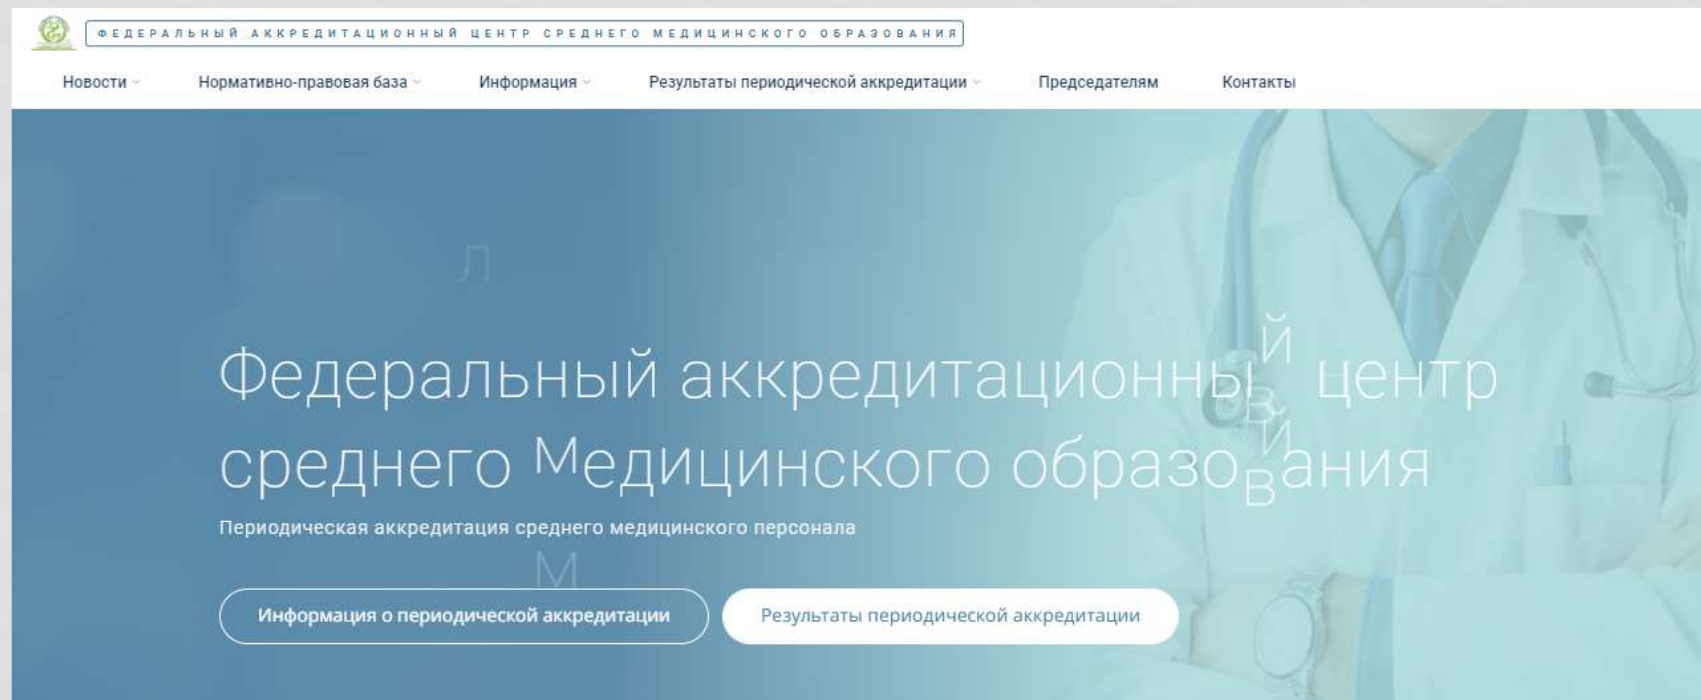 ФЕДЕРАЛЬНЫЙ АККРЕДИТАЦИОННЫЙ ЦЕНТР СРЕДНЕГО МЕДИЦИНСКОГО ОБРАЗОВАНИЯ
Новости Нормативно-правовая база Информация Результаты периодической аккредитации Председателям Контакты
Федеральный аккредитационный центр
среднего Медицинского образования
Периодическая аккредитация среднего медицинского персонала
Информация о периодической аккредитации Результаты периодической аккредитации